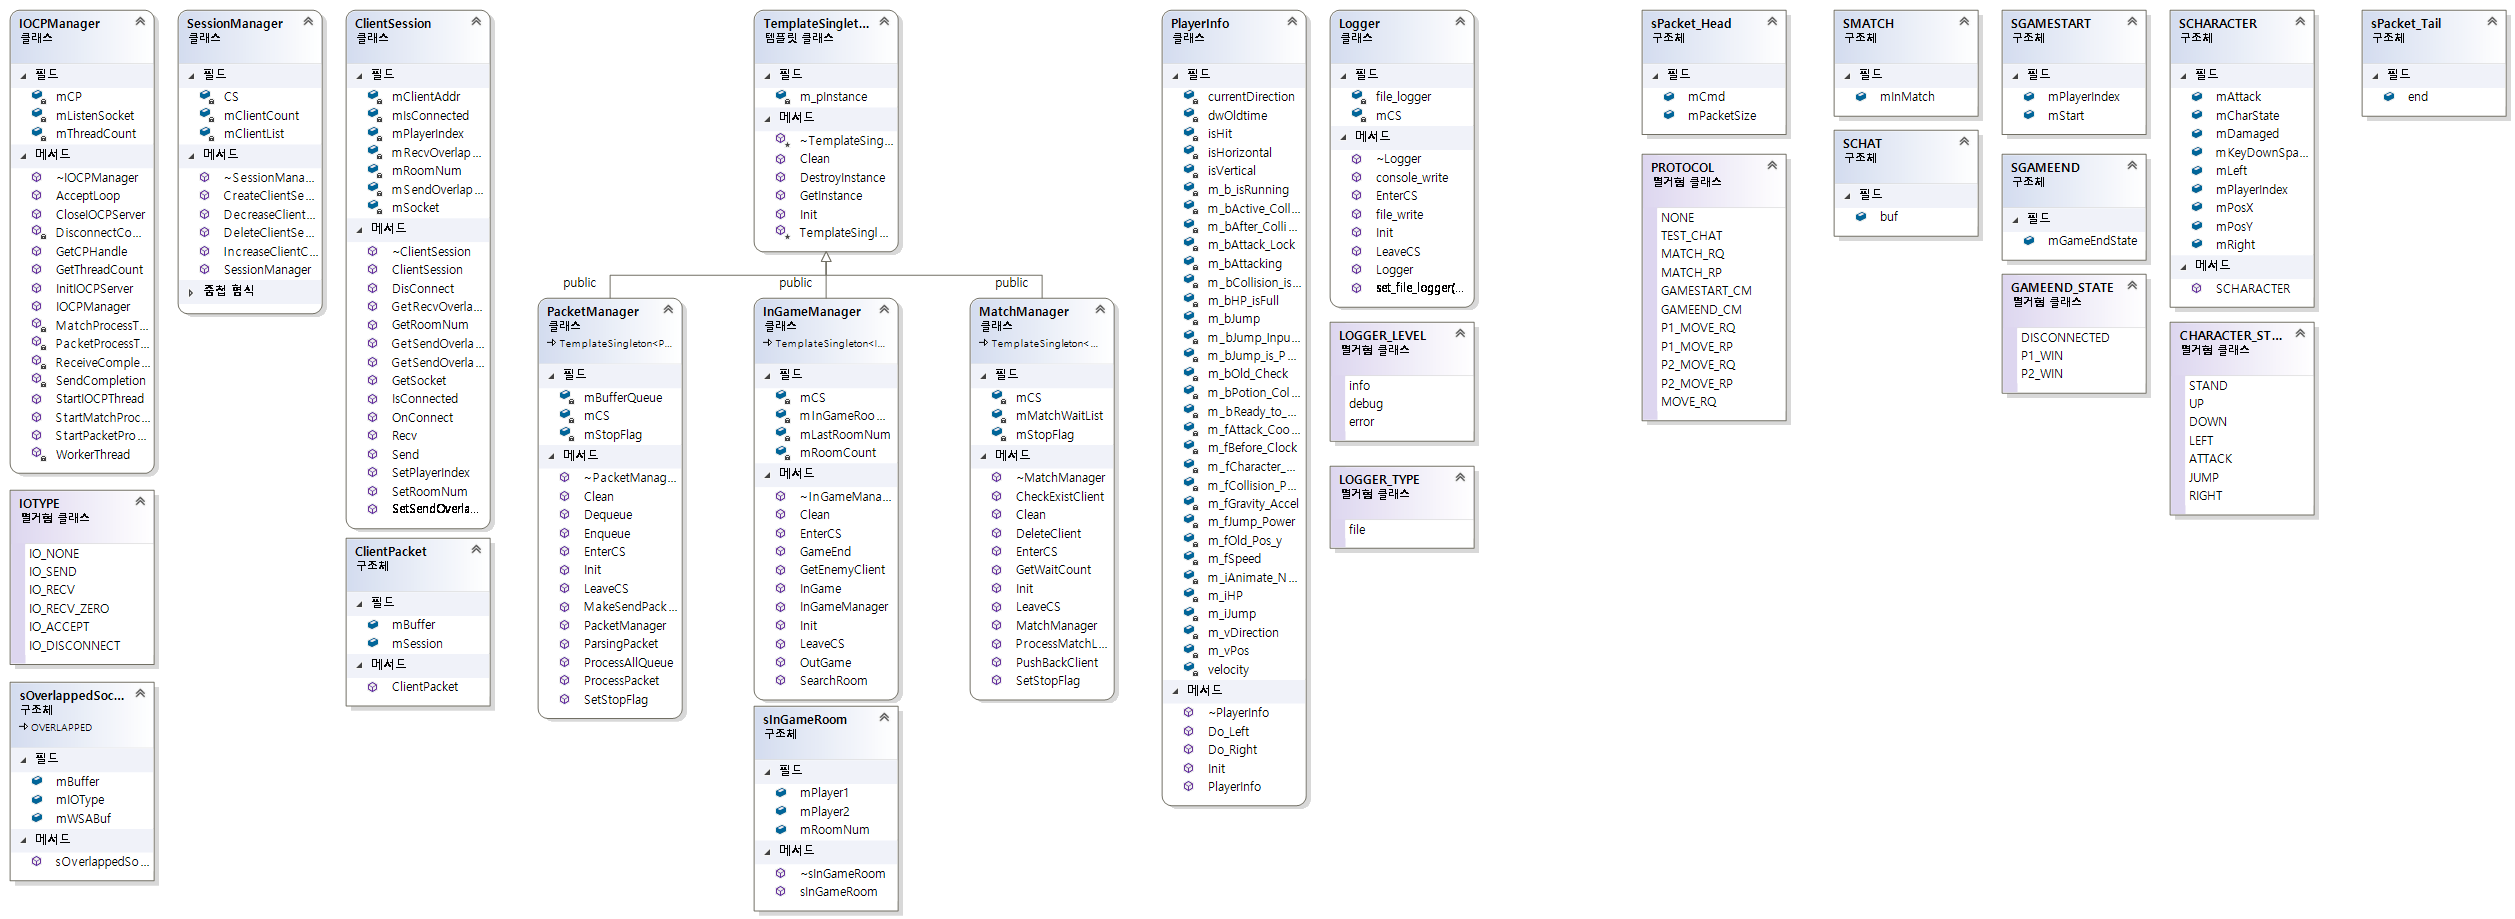 IOCPManager
클래스
필드
mCP
mListenSocket
mThreadCount
메서드
~IOCPManager
AcceptLoop
CloseIOCPServer
DisconnectCo...
GetCPHandle
GetThreadCount
InitIOCPServer
IOCPManager
MatchProcessT...
PacketProcessT...
ReceiveComple...
SendCompletion
StartIOCPThread
StartMatchProc...
StartPacketPro...
WorkerThread
IOTYPE
열거형 클래스
IO_NONE
IO_SEND
IO_RECV
IO_RECV_ZERO
IO_ACCEPT
IO_DISCONNECT
sOverlappedSoc...
구조체
OVERLAPPED
필드
mBuffer
mIOType
mWSABuf
메서드
sOverlappedSo...
SessionManager
클래스
필드
CS
mClientCount
mClientList
메서드
~SessionMana...
CreateClientSe...
DecreaseClient...
DeleteClientSe...
IncreaseClientC...
SessionManager
중첩 형식
ClientSession
클래스
필드
mClientAddr
mIsConnected
mPlayerIndex
mRecvOverlap...
mRoomNum
mSendOverlap...
mSocket
메서드
~ClientSession
ClientSession
DisConnect
GetRecvOverla...
GetRoomNum
GetSendOverla...
GetSendOverla...
GetSocket
IsConnected
OnConnect
Recv
Send
SetPlayerIndex
SetRoomNum
SetSendOverla...
ClientPacket
구조체
필드
mBuffer
mSession
메서드
ClientPacket
TemplateSinglet...
템플릿 클래스
필드
m_pInstance
메서드
~TemplateSing...
Clean
DestroyInstance
GetInstance
Init
TemplateSingl...
public
public
public
PacketManager
클래스
TemplateSingleton<P...
필드
mBufferQueue
mCS
mStopFlag
메서드
~PacketManag...
Clean
Dequeue
Enqueue
EnterCS
Init
LeaveCS
MakeSendPack...
PacketManager
ParsingPacket
ProcessAllQueue
ProcessPacket
SetStopFlag
InGameManager
클래스
TemplateSingleton<I...
필드
mCS
mInGameRoo...
mLastRoomNum
mRoomCount
메서드
~InGameMana...
Clean
EnterCS
GameEnd
GetEnemyClient
InGame
InGameManager
Init
LeaveCS
OutGame
SearchRoom
sInGameRoom
구조체
필드
mPlayer1
mPlayer2
mRoomNum
메서드
~sInGameRoom
sInGameRoom
MatchManager
클래스
TemplateSingleton<...
필드
mCS
mMatchWaitList
mStopFlag
메서드
~MatchManager
CheckExistClient
Clean
DeleteClient
EnterCS
GetWaitCount
Init
LeaveCS
MatchManager
ProcessMatchL...
PushBackClient
SetStopFlag
PlayerInfo
클래스
필드
currentDirection
dwOldtime
isHit
isHorizontal
isVertical
m_b_isRunning
m_bActive_Coll...
m_bAfter_Colli...
m_bAttack_Lock
m_bAttacking
m_bCollision_is...
m_bHP_isFull
m_bJump
m_bJump_Inpu...
m_bJump_is_P...
m_bOld_Check
m_bPotion_Col...
m_bReady_to_...
m_fAttack_Coo...
m_fBefore_Clock
m_fCharacter_...
m_fCollision_P...
m_fGravity_Accel
m_fJump_Power
m_fOld_Pos_y
m_fSpeed
m_iAnimate_N...
m_iHP
m_iJump
m_vDirection
m_vPos
velocity
메서드
~PlayerInfo
Do_Left
Do_Right
Init
PlayerInfo
Logger
클래스
필드
file_logger
mCS
메서드
~Logger
console_write
EnterCS
file_write
Init
LeaveCS
Logger
set_file_logger(...
LOGGER_LEVEL
열거형 클래스
info
debug
error
LOGGER_TYPE
열거형 클래스
file
sPacket_Head
구조체
필드
mCmd
mPacketSize
PROTOCOL
열거형 클래스
NONE
TEST_CHAT
MATCH_RQ
MATCH_RP
GAMESTART_CM
GAMEEND_CM
P1_MOVE_RQ
P1_MOVE_RP
P2_MOVE_RQ
P2_MOVE_RP
MOVE_RQ
SMATCH
구조체
필드
mInMatch
SCHAT
구조체
필드
buf
SGAMESTART
구조체
필드
mPlayerIndex
mStart
SGAMEEND
구조체
필드
mGameEndState
GAMEEND_STATE
열거형 클래스
DISCONNECTED
P1_WIN
P2_WIN
SCHARACTER
구조체
필드
mAttack
mCharState
mDamaged
mKeyDownSpa...
mLeft
mPlayerIndex
mPosX
mPosY
mRight
메서드
SCHARACTER
CHARACTER_ST...
열거형 클래스
STAND
UP
DOWN
LEFT
ATTACK
JUMP
RIGHT
sPacket_Tail
구조체
필드
end